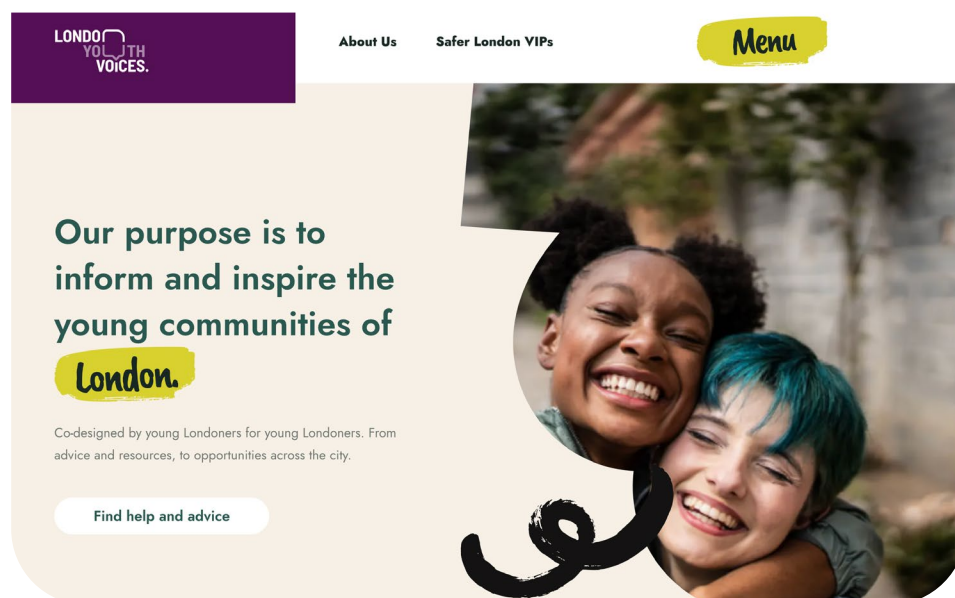 LONDON
YOUTH
VOiCES.
About Us
Safer London VIPs
Menu
Our purpose is to
inform and inspire the
young communities of
London.
Co-designed by young Londoners for young Londoners. From
advice and resources, to opportunities across the city.
Find help and advice